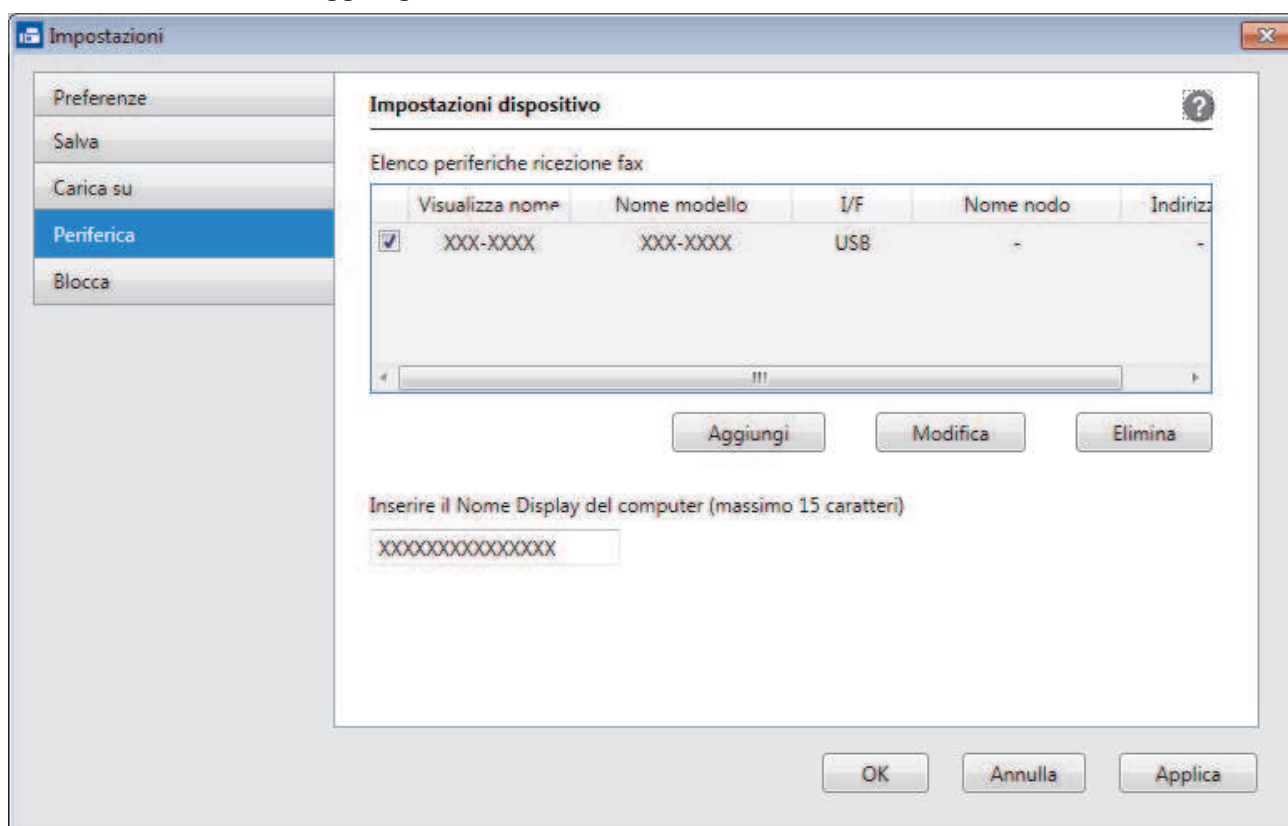 Impostazioni
Preferenze
Salva
Carica su
Periferica
Blocca
Impostazioni dispositivo
?
Elenco periferiche ricezione fax
Visualizza nome Nome modello I/F Nome nodo Indirizz
XXX-XXXX XXX-XXXX USB - -
Aggiungi Modifica Elimina
Inserire il Nome Display del computer (massimo 15 caratteri)
XXXXXXXXXXXXXXX
OK Annulla Applica